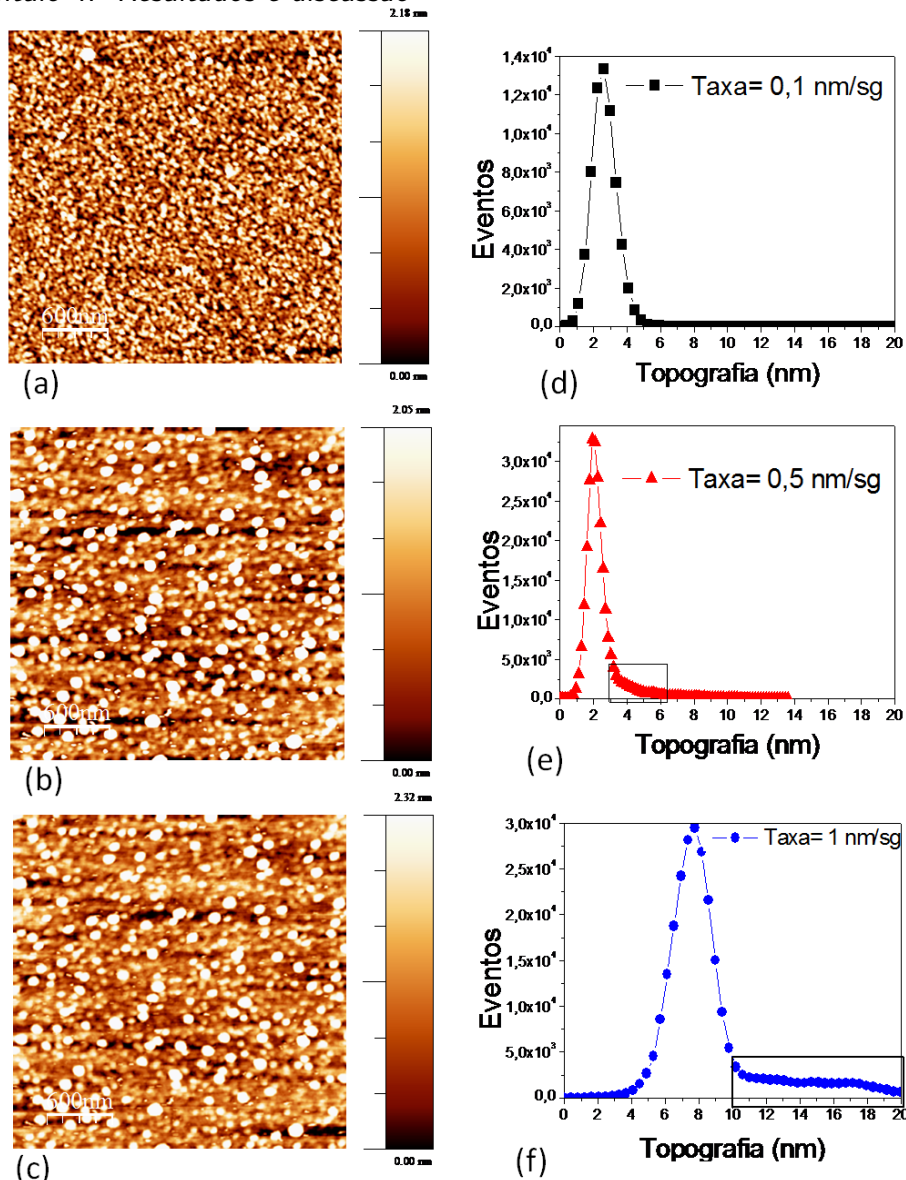 Resultados e discussão
2.18 nm
600nm
0.00 nm
(a)
1,4x10⁴
1,2x10⁴
1,0x10⁴
8,0x10³
6,0x10³
4,0x10³
2,0x10³
0,0
Eventos
Taxa= 0,1 nm/sg
0 2 4 6 8 10 12 14 16 18 20
Topografia (nm)
(d)
2.05 nm
600nm
0.00 nm
(b)
3,0x10⁴
2,5x10⁴
2,0x10⁴
1,5x10⁴
1,0x10⁴
5,0x10³
0,0
Eventos
Taxa= 0,5 nm/sg
0 2 4 6 8 10 12 14 16 18 20
Topografia (nm)
(e)
2.32 nm
600nm
0.00 nm
(c)
3,0x10⁴
2,5x10⁴
2,0x10⁴
1,5x10⁴
1,0x10⁴
5,0x10³
0,0
Eventos
Taxa= 1 nm/sg
0 2 4 6 8 10 12 14 16 18 20
Topografia (nm)
(f)